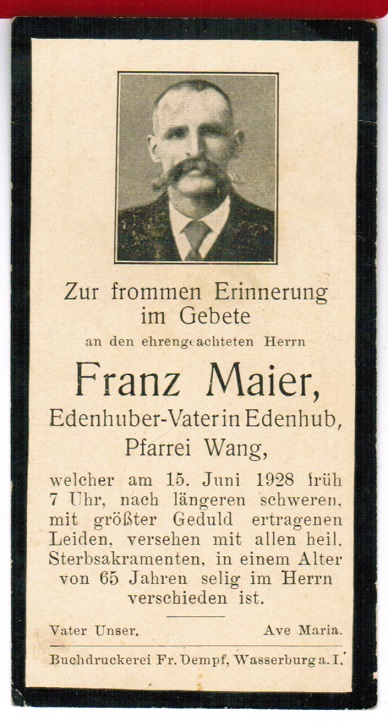 Zur frommen Erinnerung
im Gebete
an den ehrengeachteten Herrn
Franz Maier,
Edenhuber-Vater in Edenhub,
Pfarrei Wang,
welcher am 15. Juni 1928 früh
7 Uhr, nach längeren schweren,
mit größter Geduld ertragenen
Leiden, versehen mit allen heil.
Sterbsakramenten, in einem Alter
von 65 Jahren selig im Herrn
verschieden ist.
Vater Unser. Ave Maria.
Buchdruckerei Fr. Dempf, Wasserburg a. I.